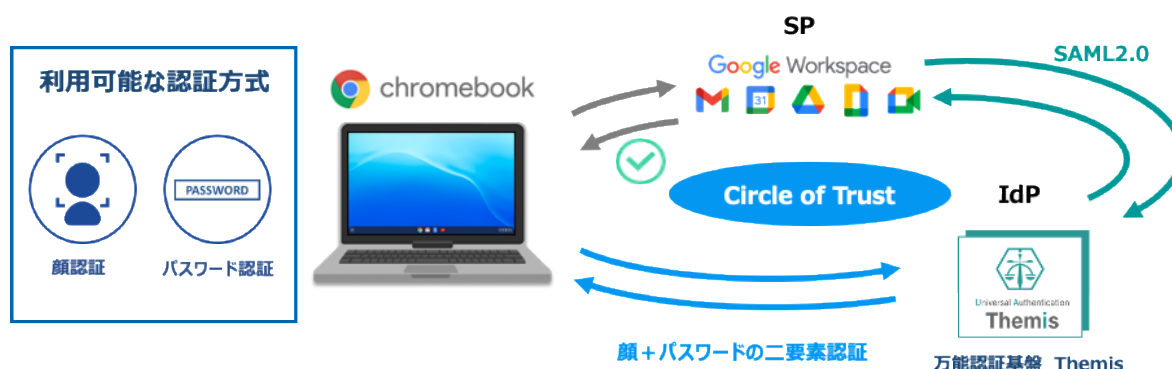 利用可能な認証方式
PASSWORD
顔認証
パスワード認証
chromebook
SP
Google Workspace
31
SAML2.0
Circle of Trust
IdP
Universal Authentication
Themis
顔+パスワードの二要素認証
万能認証基盤 Themis